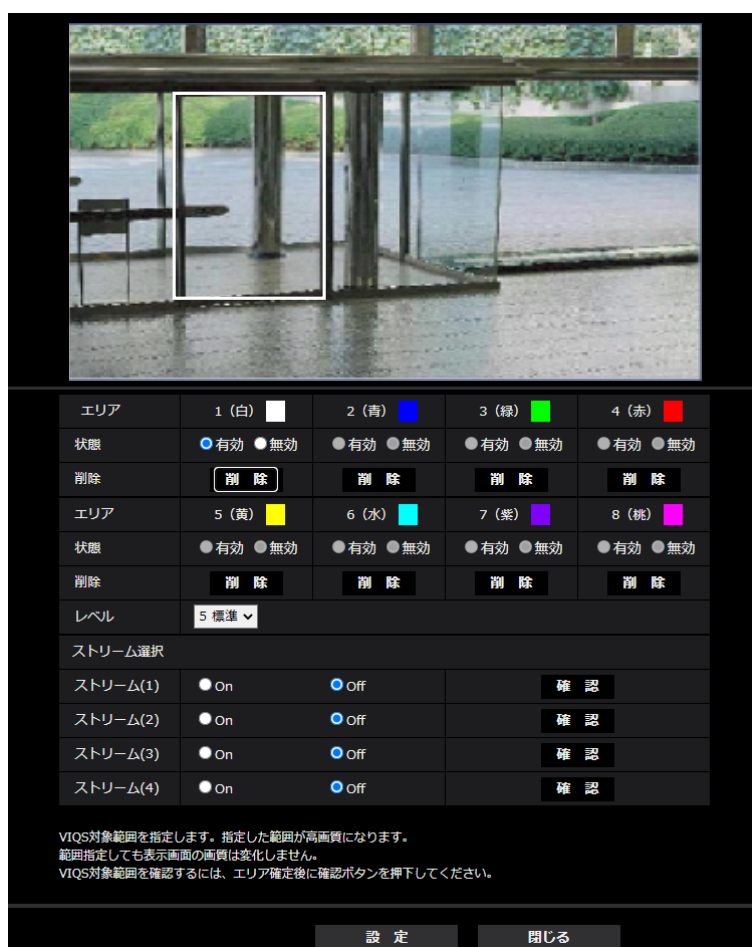 エリア 1（白） 2（青） 3（緑） 4（赤）
状態 有効 無効 有効 無効 有効 無効 有効 無効
削除 削 除 削 除 削 除 削 除
エリア 5（黄） 6（水） 7（紫） 8（桃）
状態 有効 無効 有効 無効 有効 無効 有効 無効
削除 削 除 削 除 削 除 削 除
レベル 5 標準
ストリーム選択
ストリーム(1) On Off 確 認
ストリーム(2) On Off 確 認
ストリーム(3) On Off 確 認
ストリーム(4) On Off 確 認
VIQS対象範囲を指定します。指定した範囲が高画質になります。
範囲指定しても表示画面の画質は変化しません。
VIQS対象範囲を確認するには、エリア確定後に確認ボタンを押下してください。
設 定 閉じる